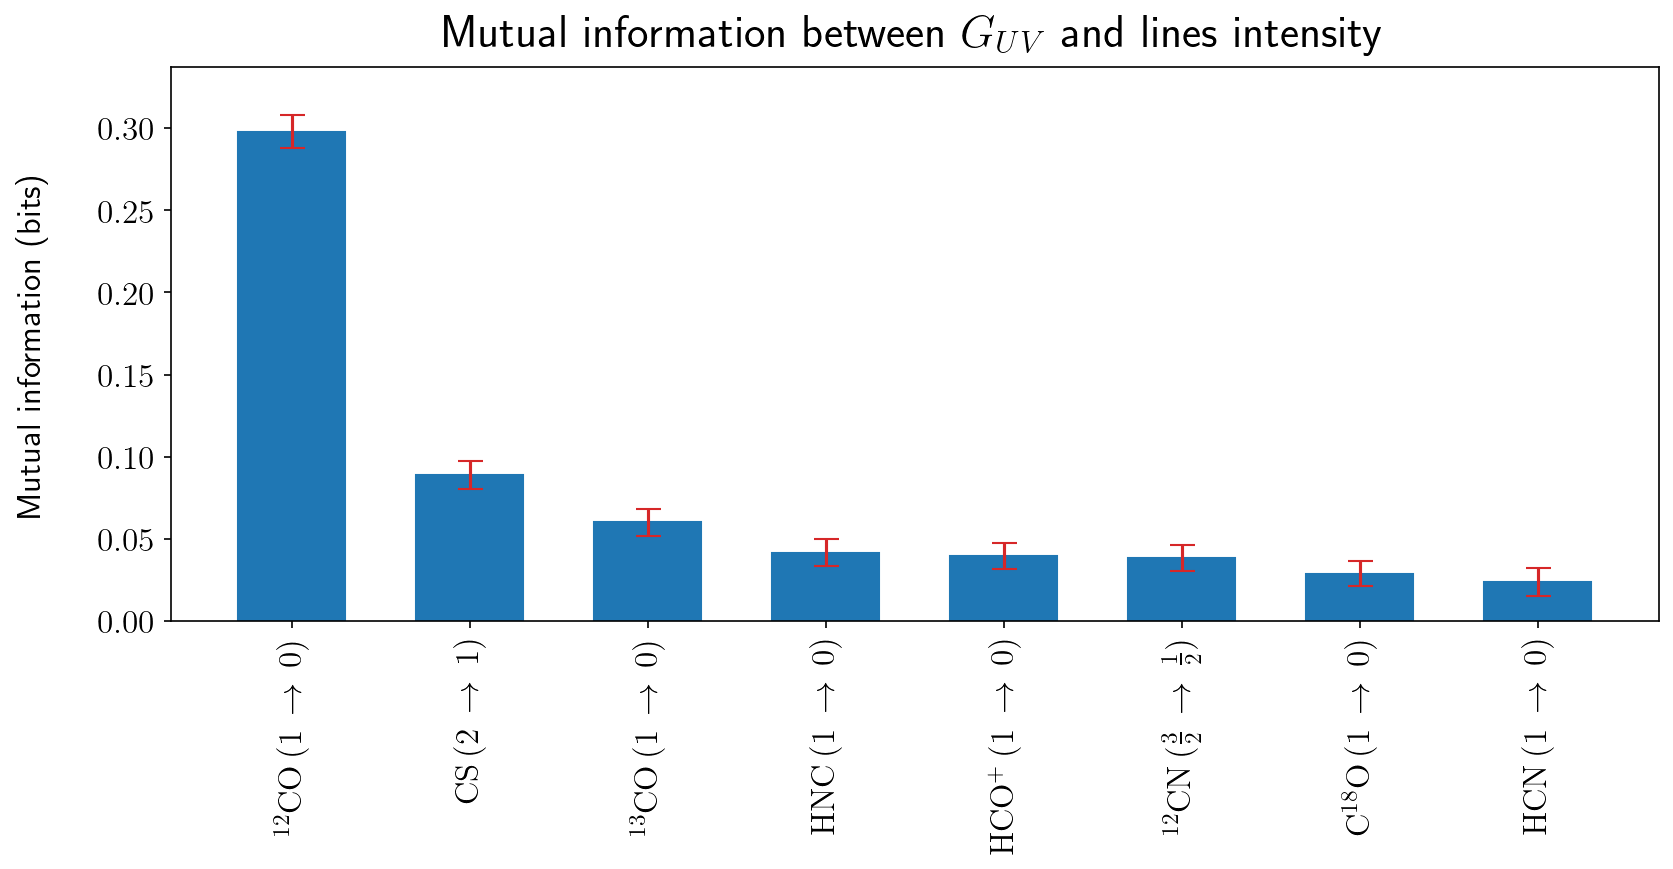 Mutual information between G_{UV} and lines intensity
Mutual information (bits)
0.30
0.25
0.20
0.15
0.10
0.05
0.00
¹²CO (1 → 0)
CS (2 → 1)
¹³CO (1 → 0)
HNC (1 → 0)
HCO⁺ (1 → 0)
¹²CN (3/2 → 1/2)
C¹⁸O (1 → 0)
HCN (1 → 0)